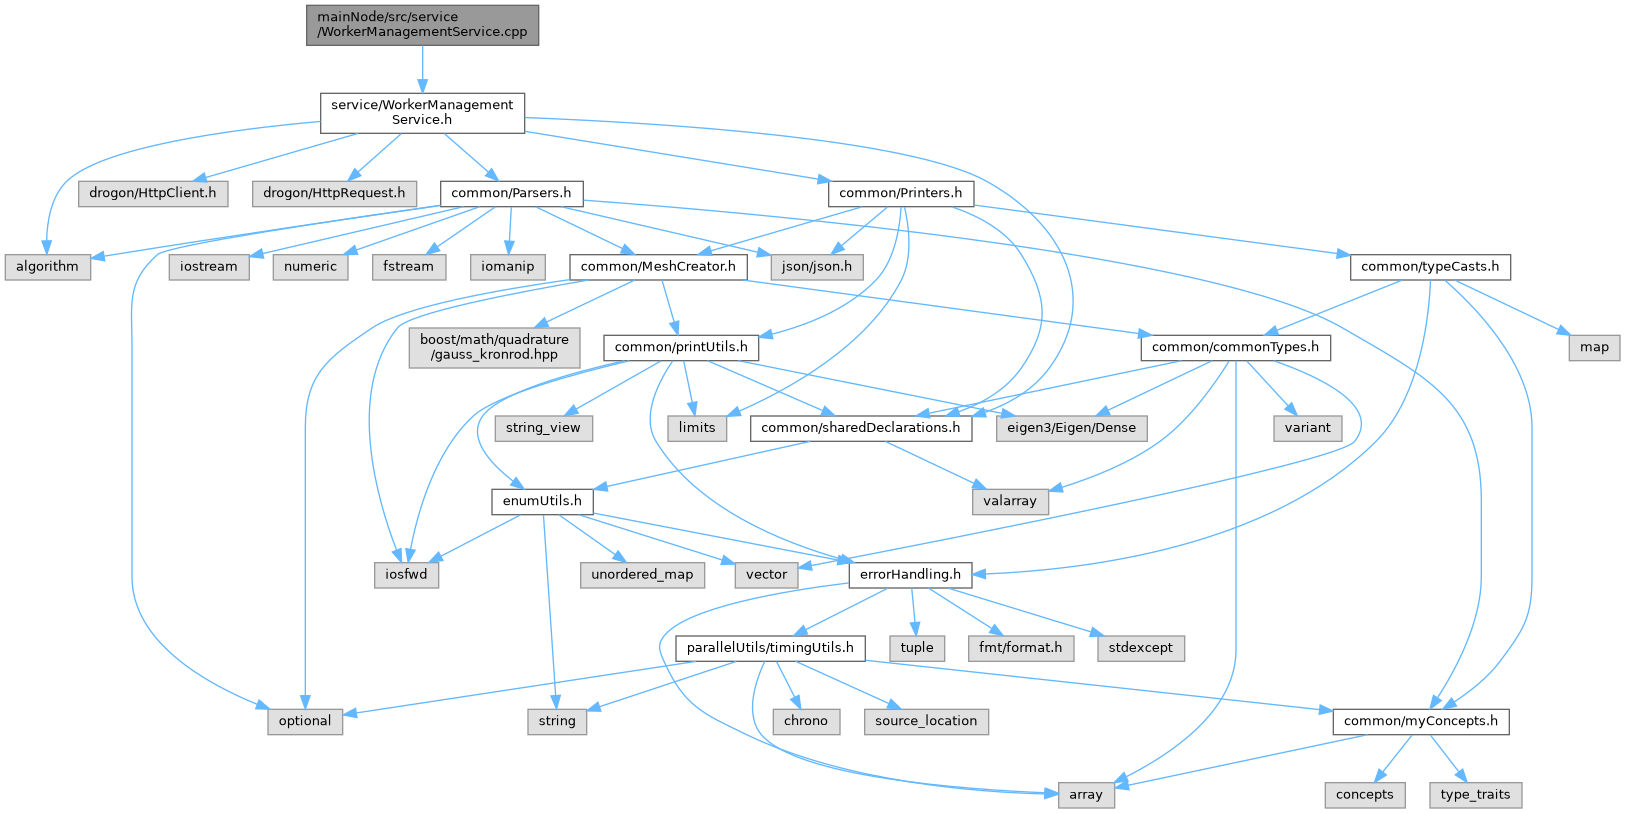 mainNode/src/service
/WorkerManagementService.cpp
service/WorkerManagement
Service.h
drogon/HttpClient.h
drogon/HttpRequest.h
common/Parsers.h
common/Printers.h
algorithm
iostream
numeric
fstream
iomanip
common/MeshCreator.h
json/json.h
common/typeCasts.h
boost/math/quadrature
/gauss_kronrod.hpp
common/printUtils.h
common/commonTypes.h
map
string_view
limits
common/sharedDeclarations.h
eigen3/Eigen/Dense
variant
enumUtils.h
valarray
iosfwd
unordered_map
vector
errorHandling.h
parallelUtils/timingUtils.h
tuple
fmt/format.h
stdexcept
optional
string
chrono
source_location
common/myConcepts.h
array
concepts
type_traits